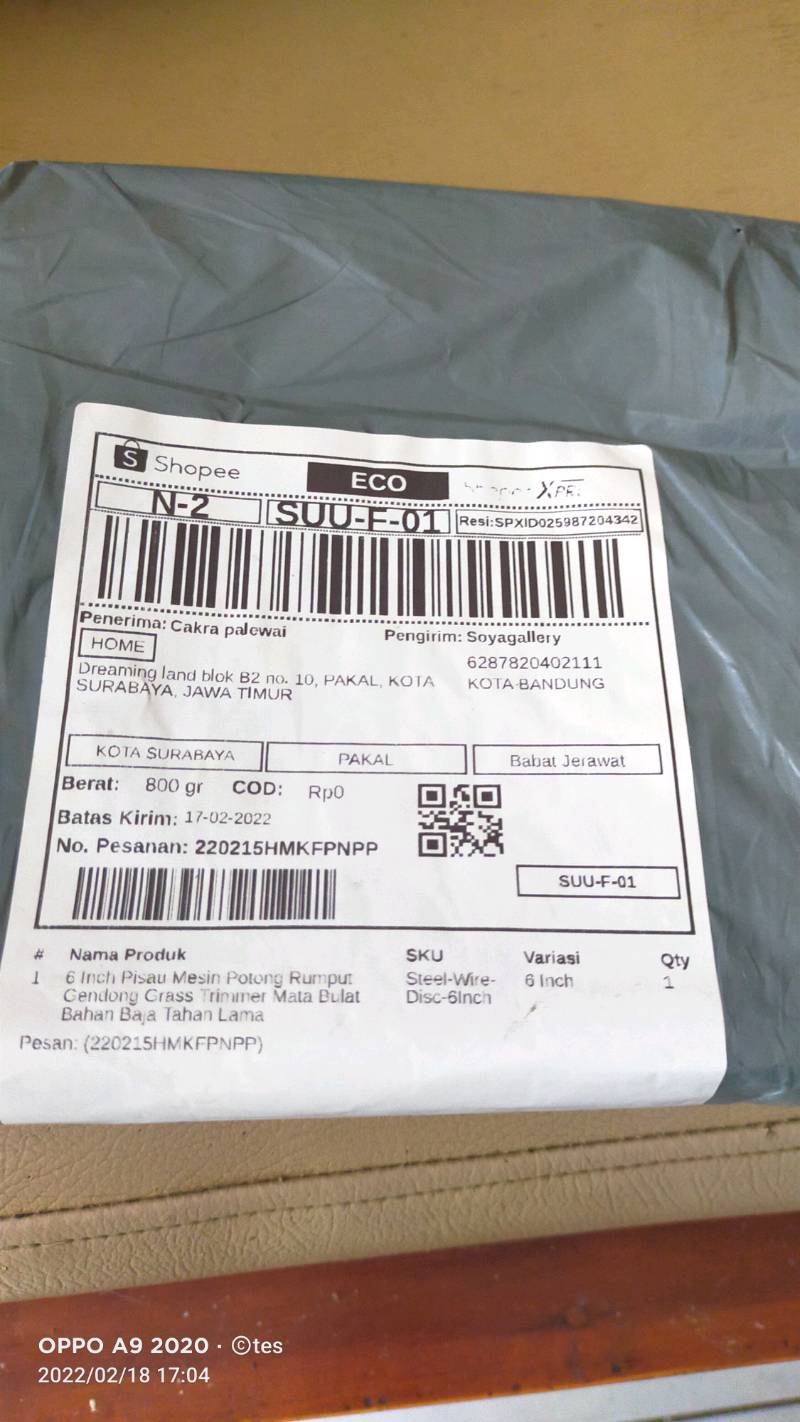 Shopee
ECO
N-2
SUU-F-01
Resi:SPXID025987204342
Penerima: Cakra palewai
Pengirim: Soyagallery
HOME
6287820402111
Dreaming land blok B2 no. 10, PAKAL, KOTA
KOTA BANDUNG
SURABAYA, JAWA TIMUR
KOTA SURABAYA
PAKAL
Babat Jerawat
Berat: 800 gr COD: Rp0
Batas Kirim: 17-02-2022
No. Pesanan: 220215HMKFPNPP
SUU-F-01
# Nama Produk SKU Variasi Qty
1 6 Inch Pisau Mesin Potong Rumput Steel-Wire- 6 Inch 1
Gendong Grass Trimmer Mata Bulat Disc-6Inch
Bahan Baja Tahan Lama
Pesan: (220215HMKFPNPP)
OPPO A9 2020 · ©tes
2022/02/18 17:04